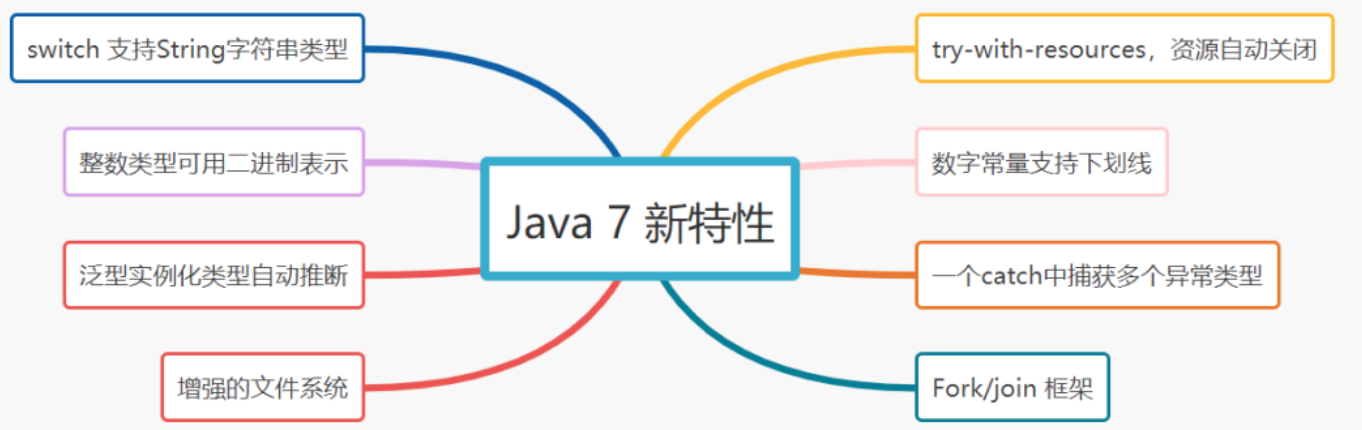 switch 支持String字符串类型
try-with-resources，资源自动关闭
整数类型可用二进制表示
数字常量支持下划线
Java 7 新特性
泛型实例化类型自动推断
一个catch中捕获多个异常类型
增强的文件系统
Fork/join 框架